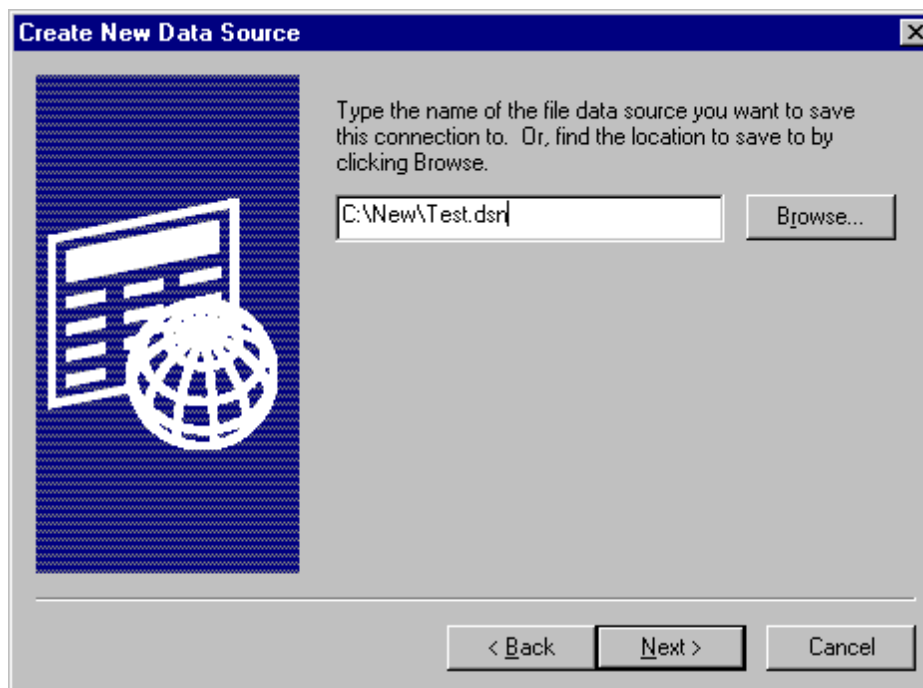 Create New Data Source
Type the name of the file data source you want to save
this connection to.  Or, find the location to save to by
clicking Browse.
C:\New\Test.dsn
Browse...
< Back
Next >
Cancel